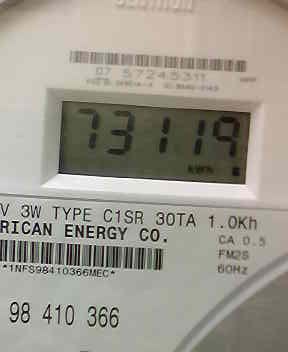 07 57245311
73119
kWh
V 3W TYPE C1SR 30TA 1.0Kh
RICAN ENERGY CO.
CA 0.5
FM2S
60Hz
*1NFS98410366MEC*
98 410 366